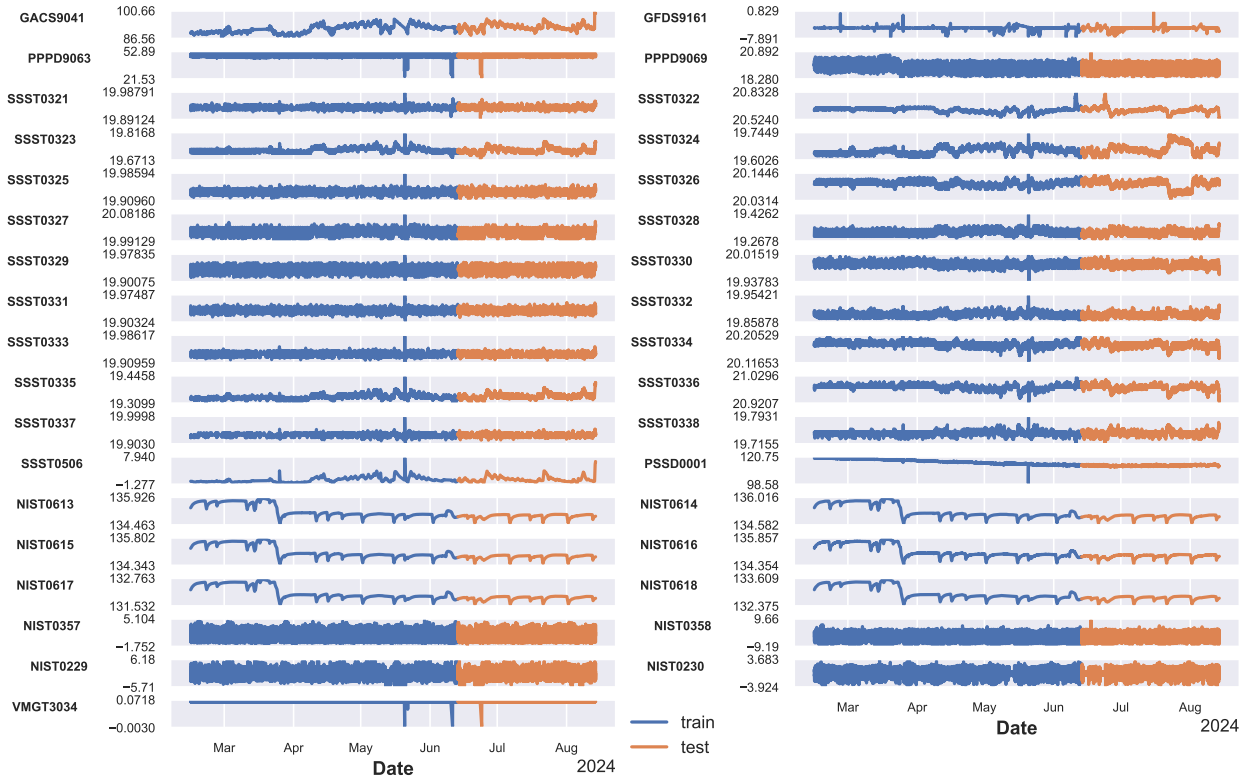 GACS9041 100.66 86.56
GFDS9161 0.829 −7.891
PPPD9063 52.89 21.53
PPPD9069 20.892 18.280
SSST0321 19.98791 19.89124
SSST0322 20.8328 20.5240
SSST0323 19.8168 19.6713
SSST0324 19.7449 19.6026
SSST0325 19.98594 19.90960
SSST0326 20.1446 20.0314
SSST0327 20.08186 19.99129
SSST0328 19.4262 19.2678
SSST0329 19.97835 19.90075
SSST0330 20.01519 19.93783
SSST0331 19.97487 19.90324
SSST0332 19.95421 19.85878
SSST0333 19.98617 19.90959
SSST0334 20.20529 20.11653
SSST0335 19.4458 19.3099
SSST0336 21.0296 20.9207
SSST0337 19.9998 19.9030
SSST0338 19.7931 19.7155
SSST0506 7.940 −1.277
PSSD0001 120.75 98.58
NIST0613 135.926 134.463
NIST0614 136.016 134.582
NIST0615 135.802 134.343
NIST0616 135.857 134.354
NIST0617 132.763 131.532
NIST0618 133.609 132.375
NIST0357 5.104 −1.752
NIST0358 9.66 −9.19
NIST0229 6.18 −5.71
NIST0230 3.683 −3.924
VMGT3034 0.0718 −0.0030
Mar Apr May Jun Jul Aug
Date 2024
Mar Apr May Jun Jul Aug
Date 2024
train
test